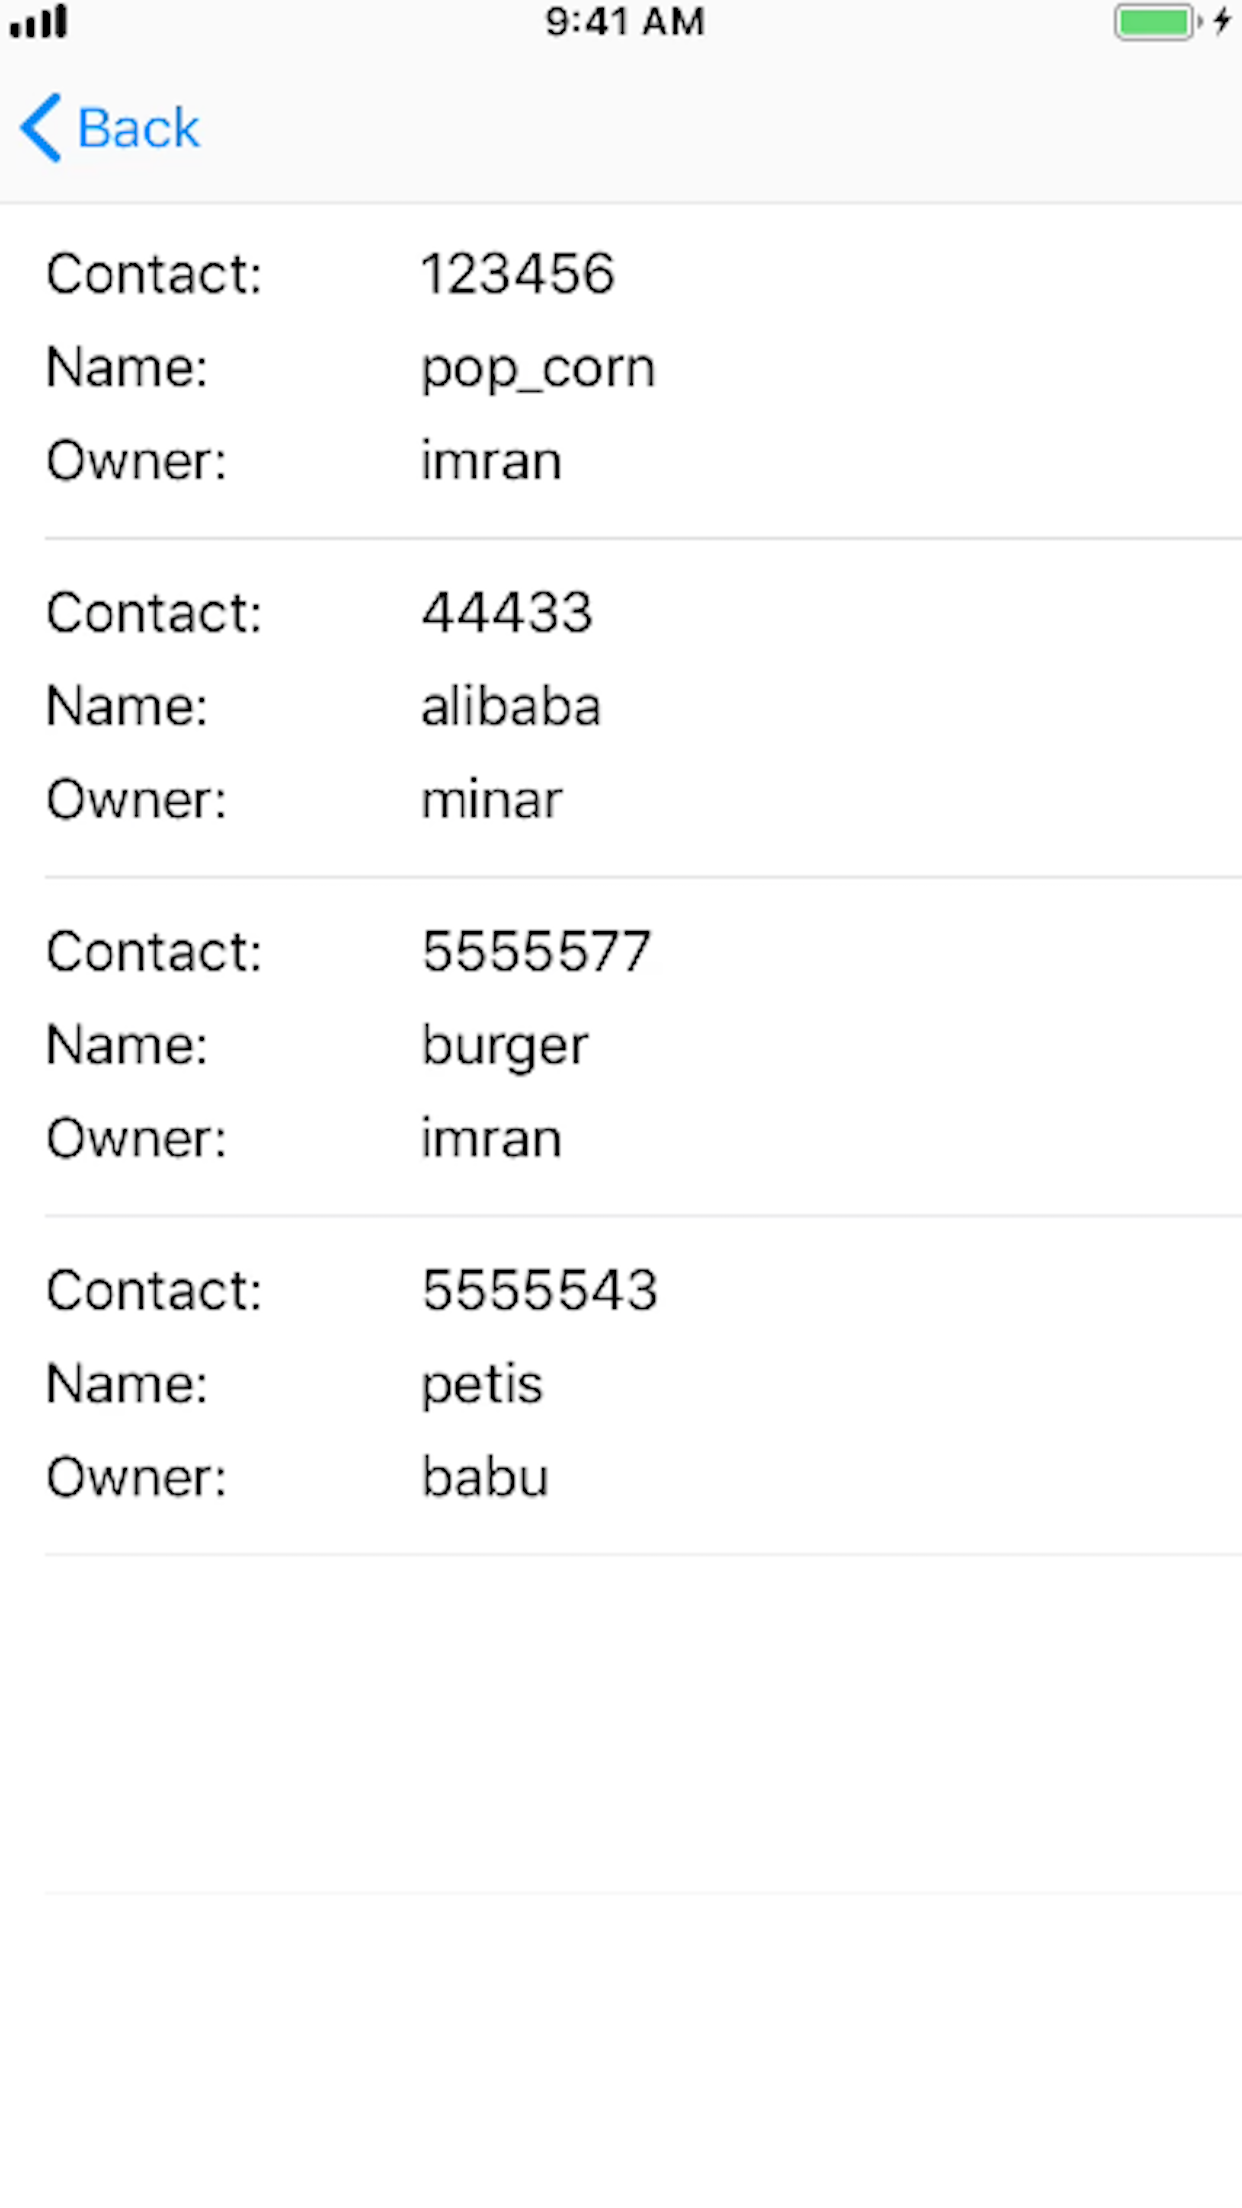 9:41 AM
Back
Contact: 123456
Name: pop_corn
Owner: imran
Contact: 44433
Name: alibaba
Owner: minar
Contact: 5555577
Name: burger
Owner: imran
Contact: 5555543
Name: petis
Owner: babu